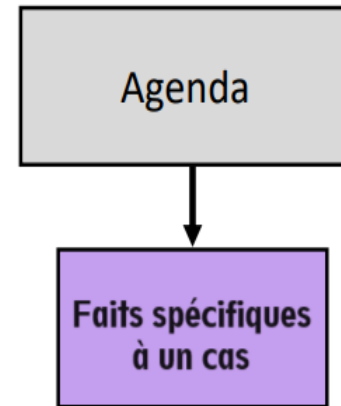 Agenda
Faits spécifiques
à un cas